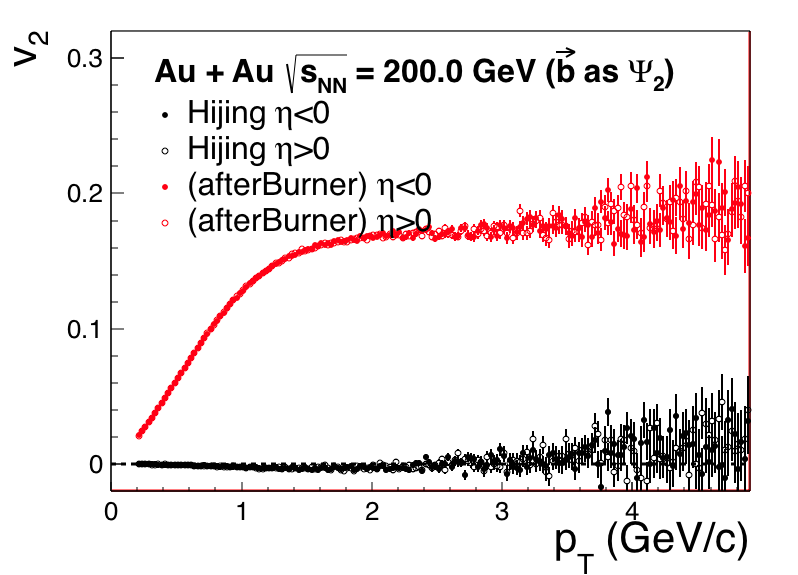 v2
0.3
Au + Au √sNN = 200.0 GeV (b⃗ as Ψ2)
Hijing η<0
Hijing η>0
(afterBurner) η<0
(afterBurner) η>0
0.2
0.1
0
0 1 2 3 4
pT (GeV/c)